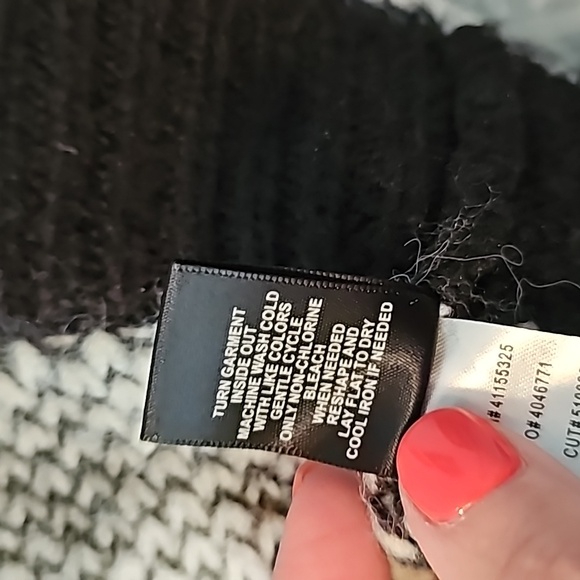 TURN GARMENT
INSIDE OUT
MACHINE WASH COLD
WITH LIKE COLORS
GENTLE CYCLE
ONLY NON-CHLORINE
BLEACH
WHEN NEEDED
RESHAPE AND
LAY FLAT TO DRY
COOL IRON IF NEEDED
#41155325
O#4046771
CUT#